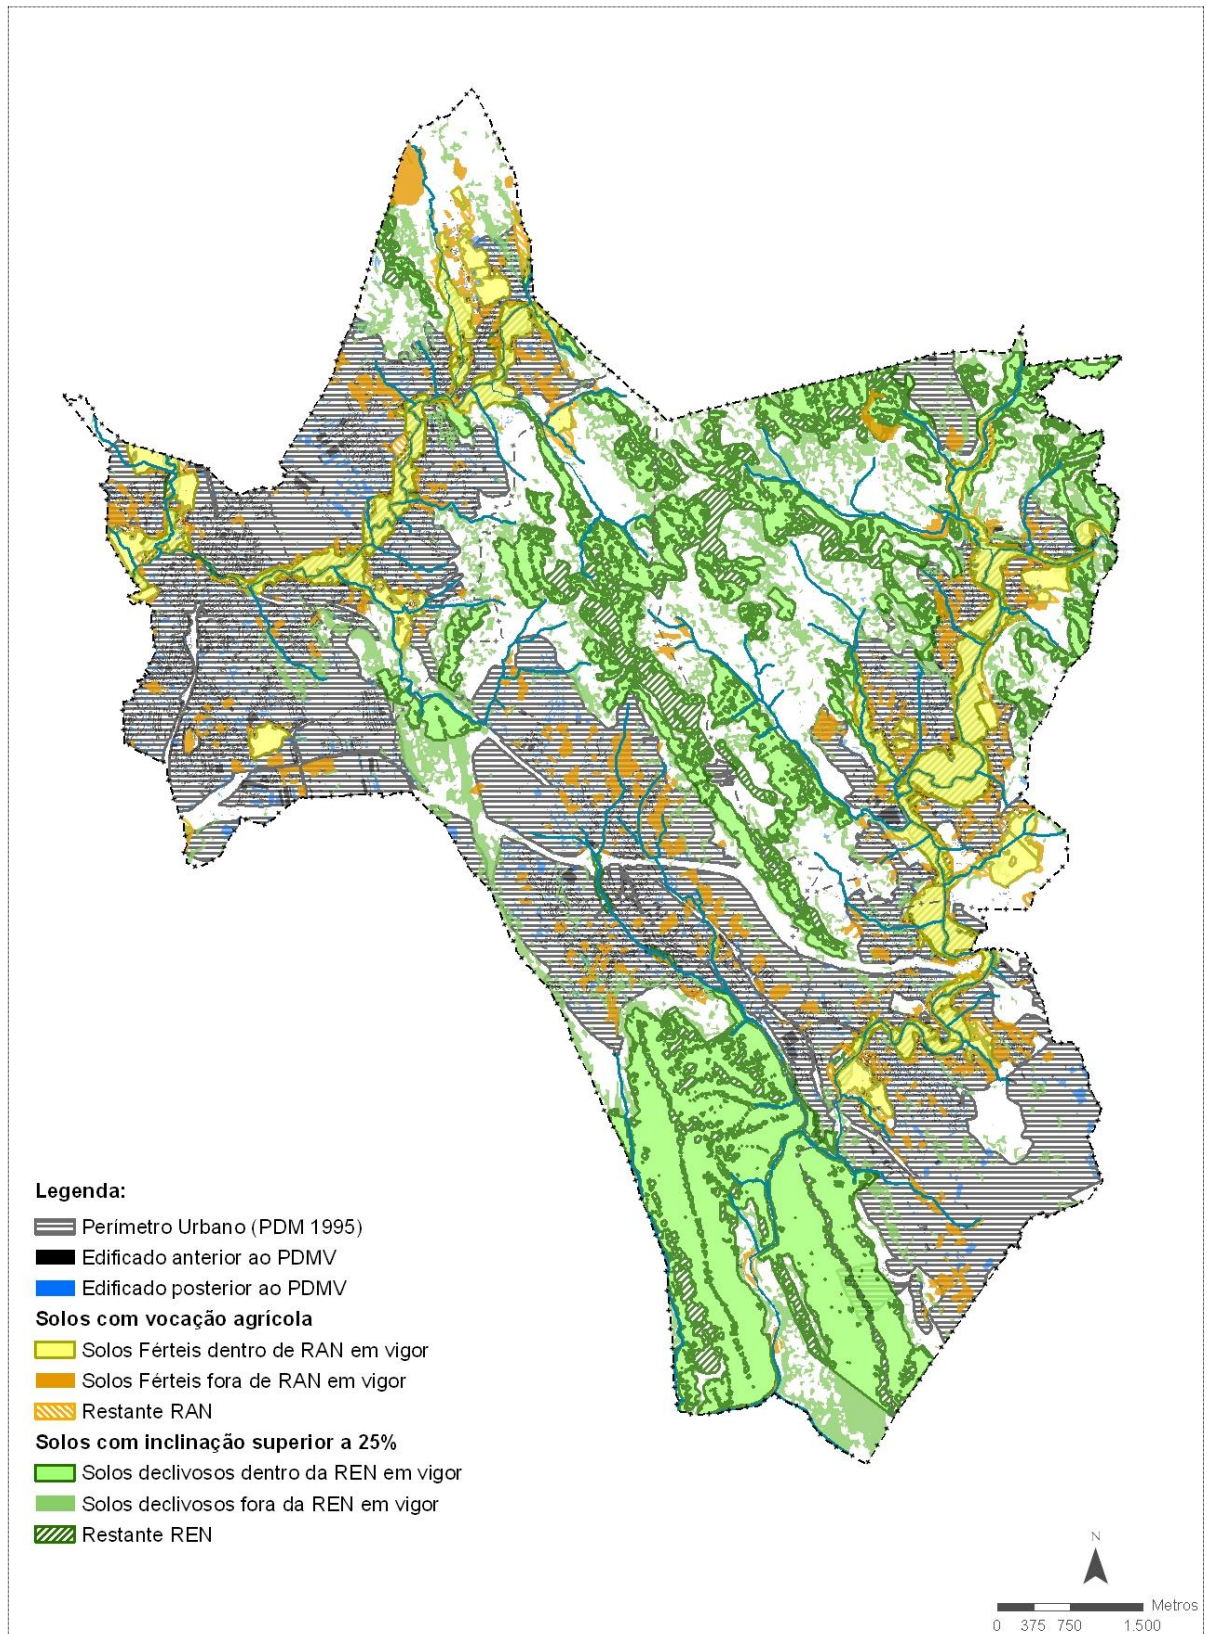 Legenda:
Perímetro Urbano (PDM 1995)
Edificado anterior ao PDMV
Edificado posterior ao PDMV
Solos com vocação agrícola
Solos Férteis dentro de RAN em vigor
Solos Férteis fora de RAN em vigor
Restante RAN
Solos com inclinação superior a 25%
Solos declivosos dentro da REN em vigor
Solos declivosos fora da REN em vigor
Restante REN
N
Metros
0 375 750 1.500